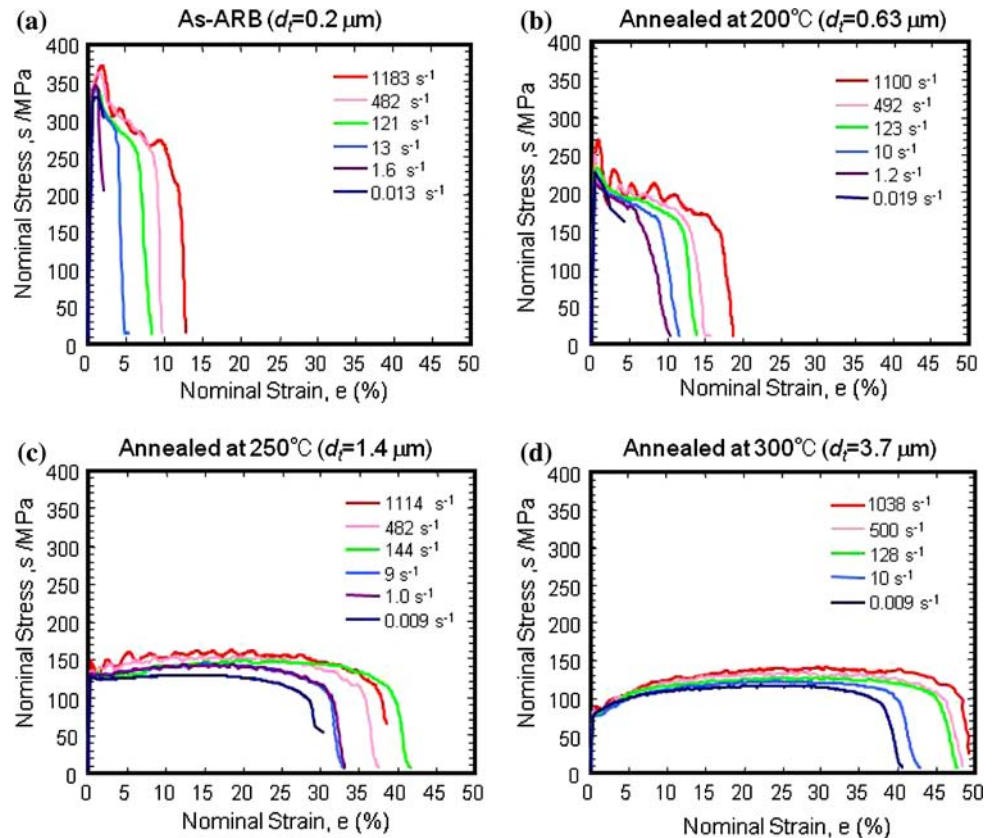 (a) As-ARB (dt=0.2 μm)
400
350
300
250
200
150
100
50
0
Nominal Stress ,s /MPa
1183 s-1
482 s-1
121 s-1
13 s-1
1.6 s-1
0.013 s-1
0 5 10 15 20 25 30 35 40 45 50
Nominal Strain, e (%)
(b) Annealed at 200°C (dt=0.63 μm)
400
350
300
250
200
150
100
50
0
Nominal Stress ,s /MPa
1100 s-1
492 s-1
123 s-1
10 s-1
1.2 s-1
0.019 s-1
0 5 10 15 20 25 30 35 40 45 50
Nominal Strain, e (%)
(c) Annealed at 250°C (dt=1.4 μm)
400
350
300
250
200
150
100
50
0
Nominal Stress ,s /MPa
1114 s-1
482 s-1
144 s-1
9 s-1
1.0 s-1
0.009 s-1
0 5 10 15 20 25 30 35 40 45 50
Nominal Strain, e (%)
(d) Annealed at 300°C (dt=3.7 μm)
400
350
300
250
200
150
100
50
0
Nominal Stress ,s /MPa
1038 s-1
500 s-1
128 s-1
10 s-1
0.009 s-1
0 5 10 15 20 25 30 35 40 45 50
Nominal Strain, e (%)